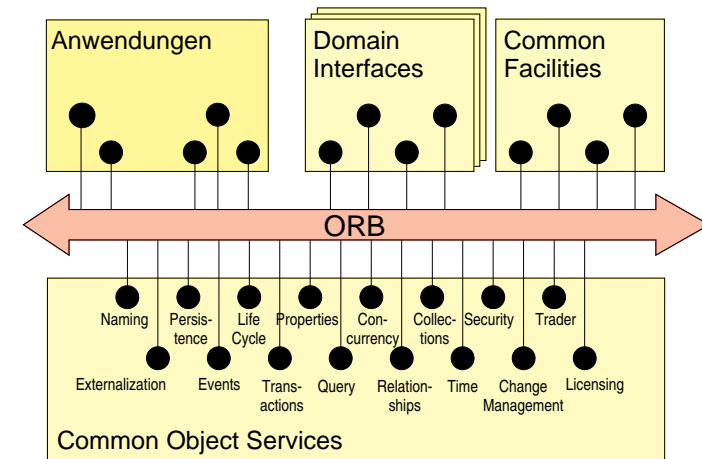 Anwendungen
Domain
Interfaces
Common
Facilities
ORB
Naming
Persis-
tence
Life
Cycle
Properties
Con-
currency
Collec-
tions
Security
Trader
Externalization
Events
Trans-
actions
Query
Relation-
ships
Time
Change
Management
Licensing
Common Object Services